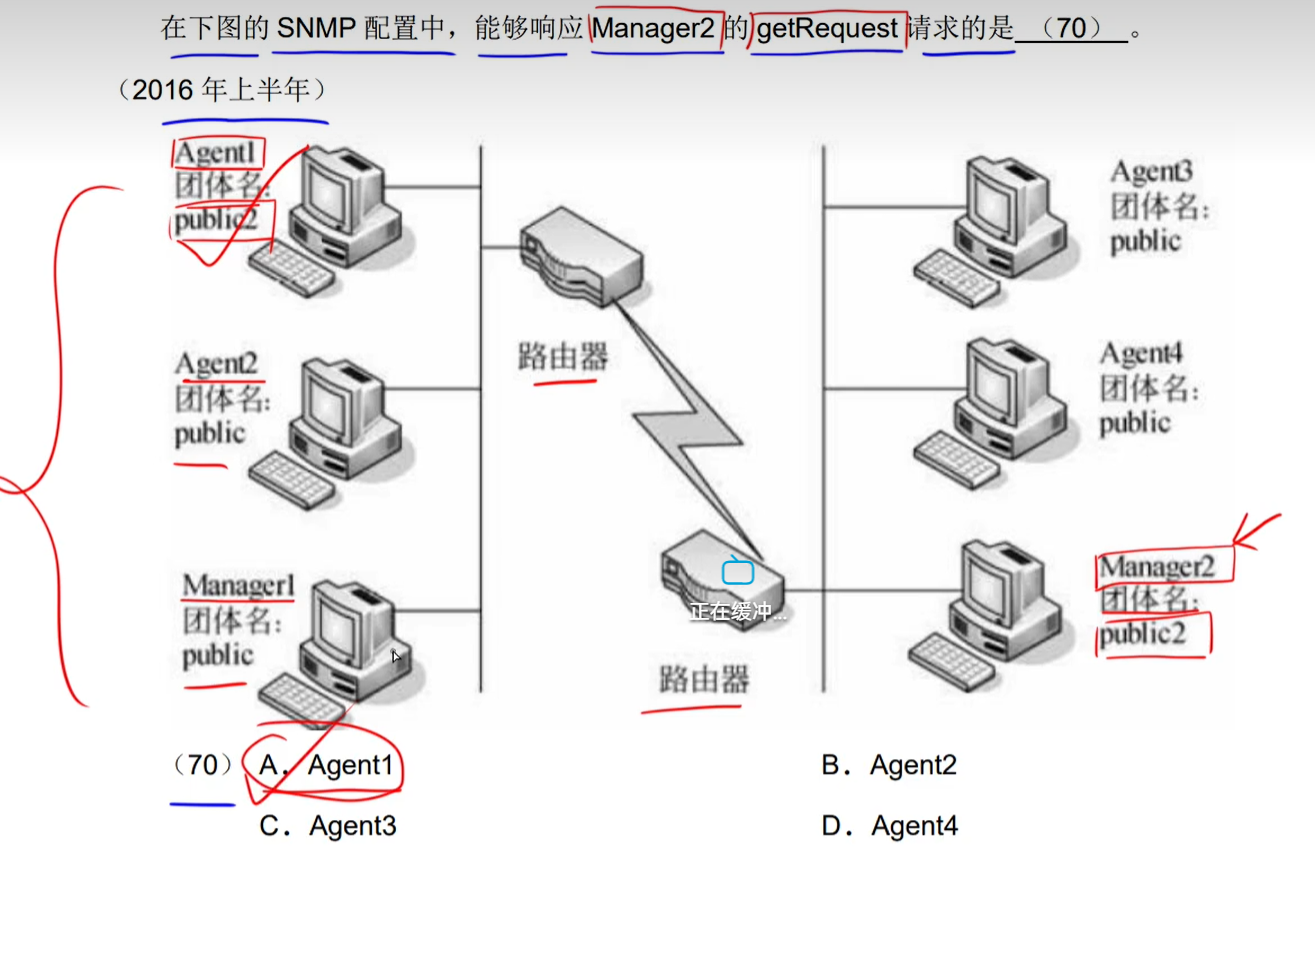 在下图的 SNMP 配置中，能够响应 Manager2 的 getRequest 请求的是（70）。
（2016 年上半年）
Agent1
团体名:
public2
Agent2
团体名:
public
Manager1
团体名:
public
路由器
正在缓冲...
路由器
Agent3
团体名:
public
Agent4
团体名:
public
Manager2
团体名:
public2
（70） A．Agent1 B．Agent2
C．Agent3 D．Agent4